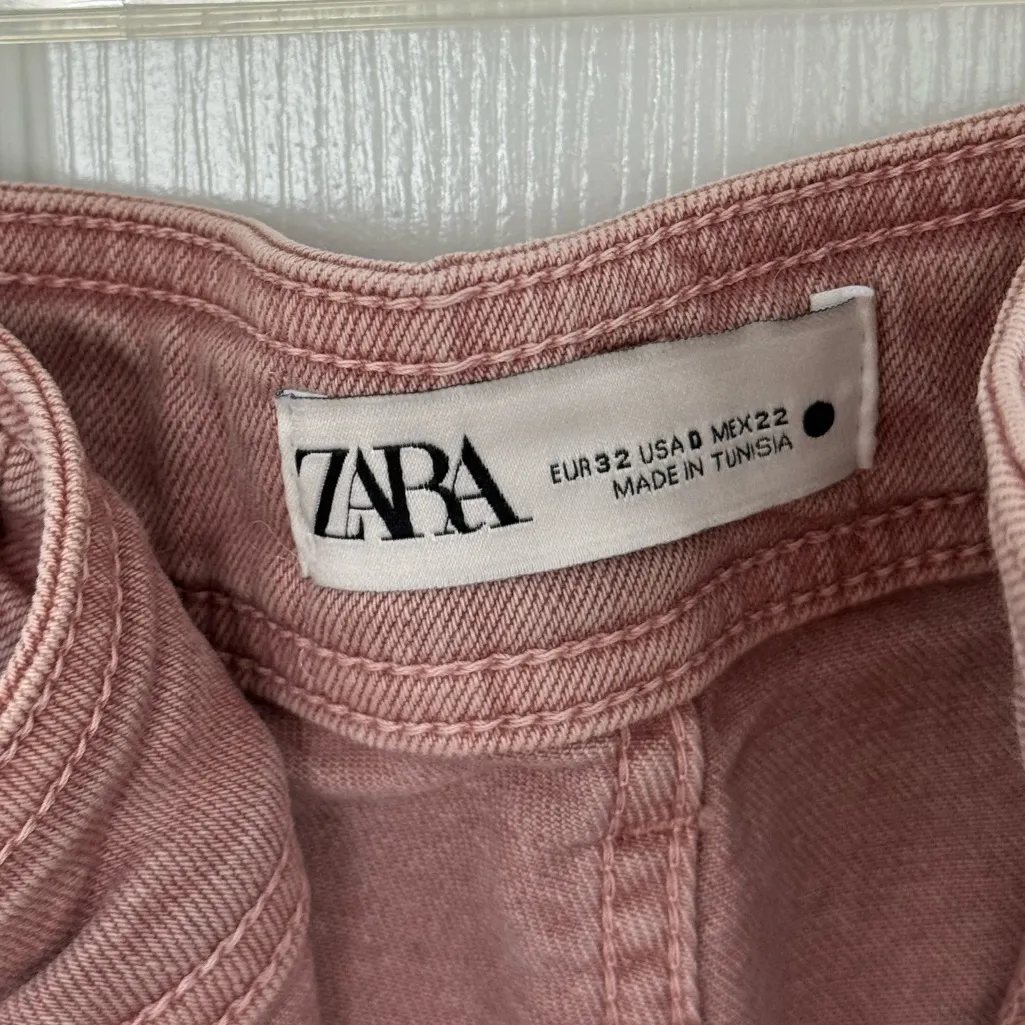 ZARA
EUR 32 USA 0 MEX 22
MADE IN TUNISIA